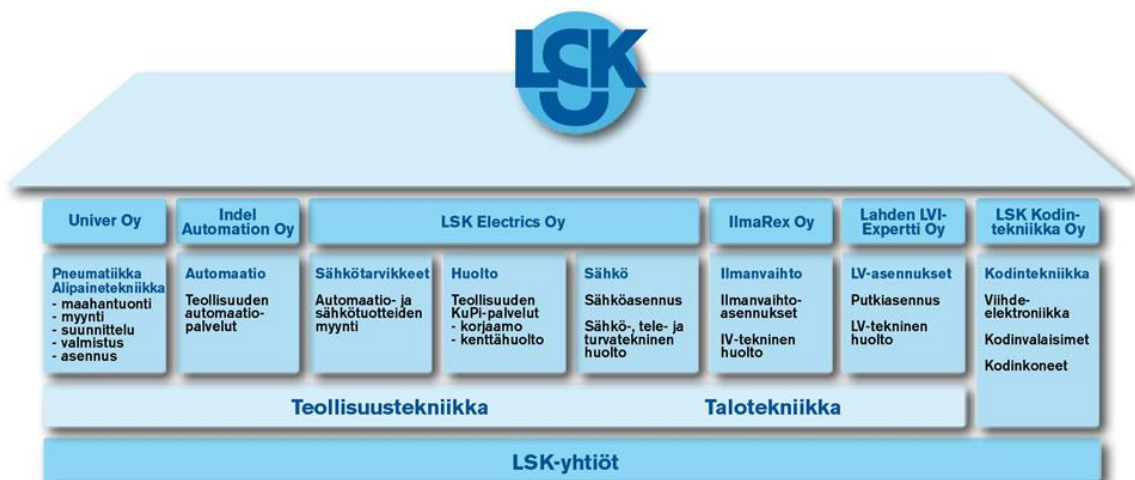 LSK
Univer Oy
Indel
Automation Oy
LSK Electrics Oy
IlmaRex Oy
Lahden LVI-
Expertti Oy
LSK Kodin-
tekniikka Oy
Pneumatiikka
Alipainetekniikka
- maahantuonti
- myynti
- suunnittelu
- valmistus
- asennus
Automaatio
Teollisuuden
automaatio-
palvelut
Sähkötarvikkeet
Automaatio- ja
sähkötuotteiden
myynti
Huolto
Teollisuuden
KuPi-palvelut
- korjaamo
- kenttähuolto
Sähkö
Sähköasennus
Sähkö-, tele- ja
turvatekninen
huolto
Ilmanvaihto
Ilmanvaihto-
asennukset
IV-tekninen
huolto
LV-asennukset
Putkiasennus
LV-tekninen
huolto
Kodintekniikka
Viihde-
elektroniikka
Kodinvalaisimet
Kodinkoneet
Teollisuustekniikka
Talotekniikka
LSK-yhtiöt